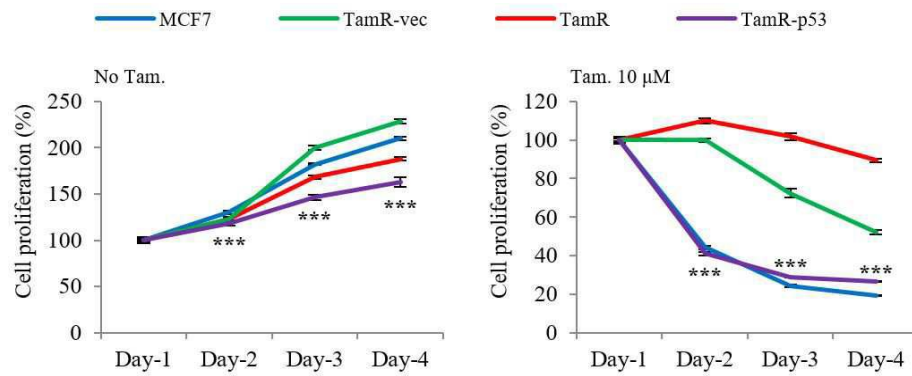 MCF7 TamR-vec TamR TamR-p53
No Tam.
Cell proliferation (%)
250
200
150
100
50
0
***
***
***
Day-1 Day-2 Day-3 Day-4
Tam. 10 μM
Cell proliferation (%)
120
100
80
60
40
20
0
***
***
***
Day-1 Day-2 Day-3 Day-4